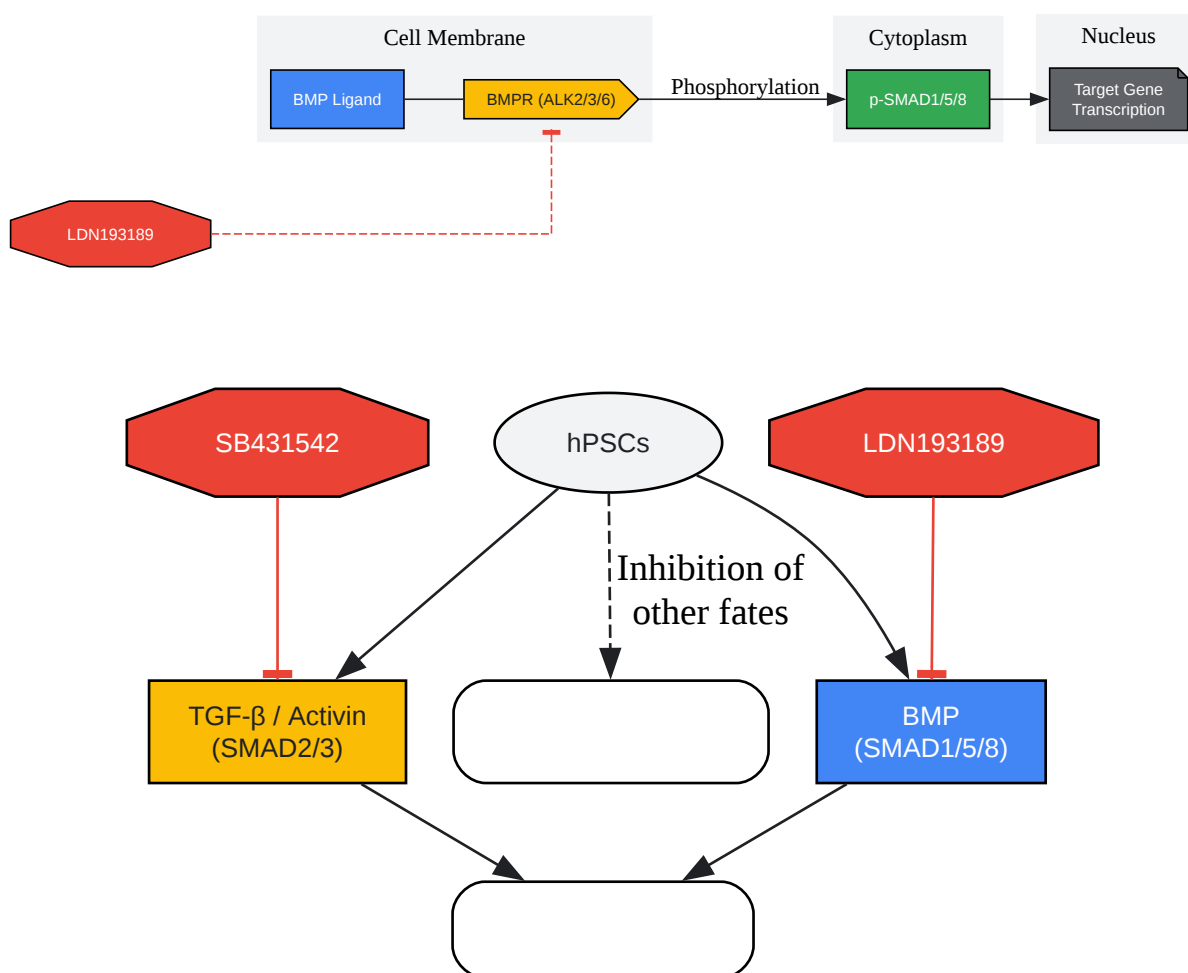 Cell Membrane
Cytoplasm
Nucleus
BMP Ligand
BMPR (ALK2/3/6)
Phosphorylation
p-SMAD1/5/8
Target Gene
Transcription
LDN193189
SB431542
hPSCs
LDN193189
Inhibition of
other fates
TGF-β / Activin
(SMAD2/3)
BMP
(SMAD1/5/8)